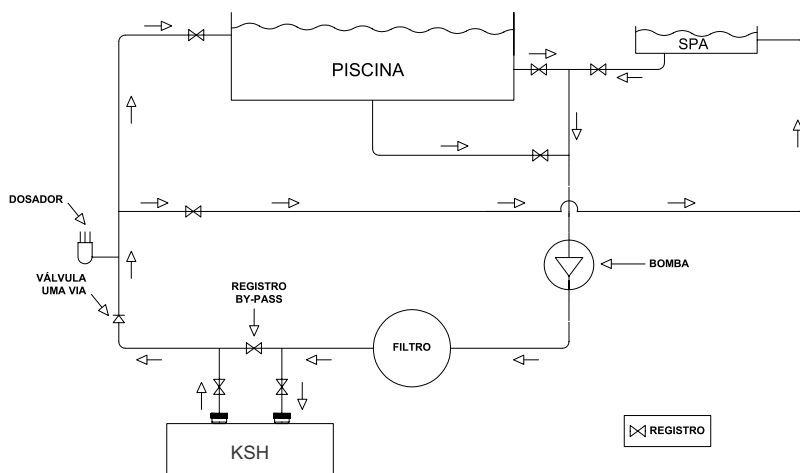 SPA
PISCINA
DOSADOR
VÁLVULA
UMA VIA
REGISTRO
BY-PASS
BOMBA
FILTRO
KSH
REGISTRO